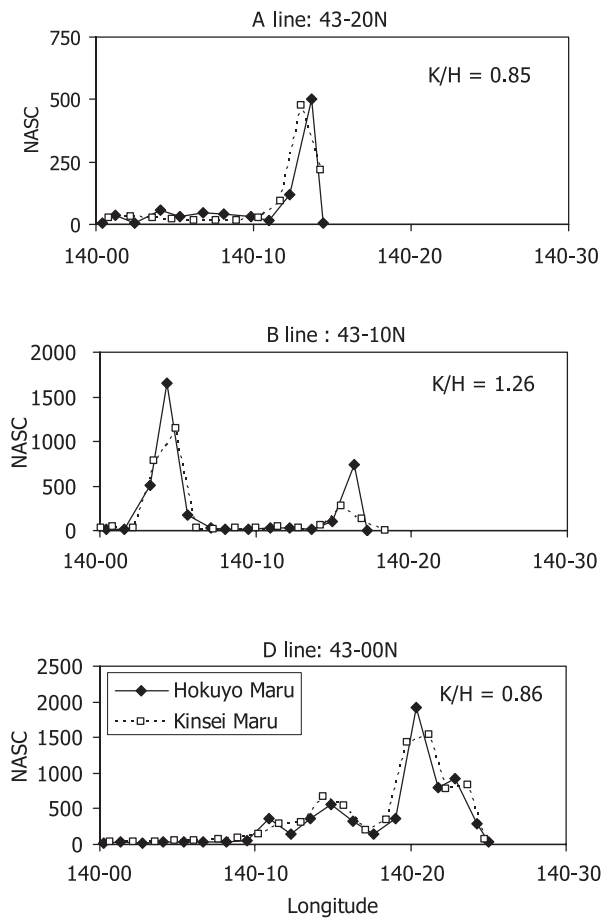 A line: 43-20N
750
500
250
0
NASC
K/H = 0.85
140-00 140-10 140-20 140-30
B line : 43-10N
2000
1500
1000
500
0
NASC
K/H = 1.26
140-00 140-10 140-20 140-30
D line: 43-00N
2500
2000
1500
1000
500
0
NASC
Hokuyo Maru
Kinsei Maru
K/H = 0.86
140-00 140-10 140-20 140-30
Longitude